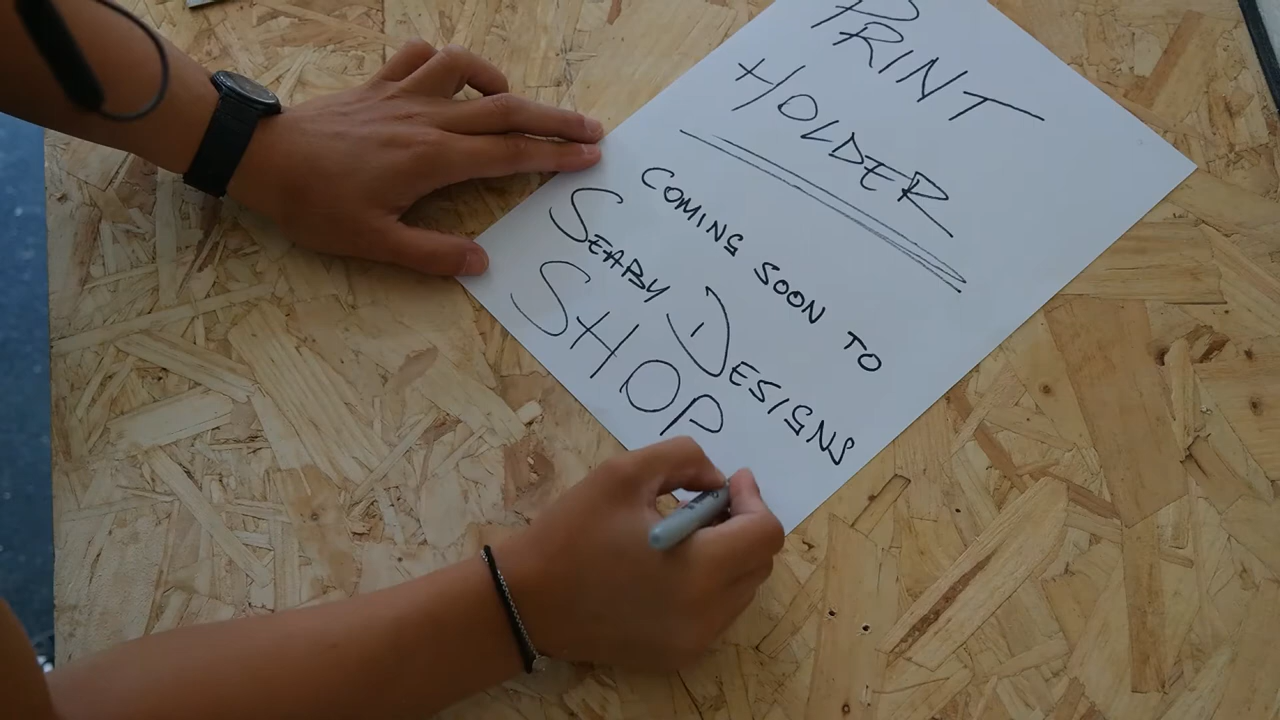 PRINT
HOLDER
COMING SOON TO
SEABY DESIGNS
SHOP